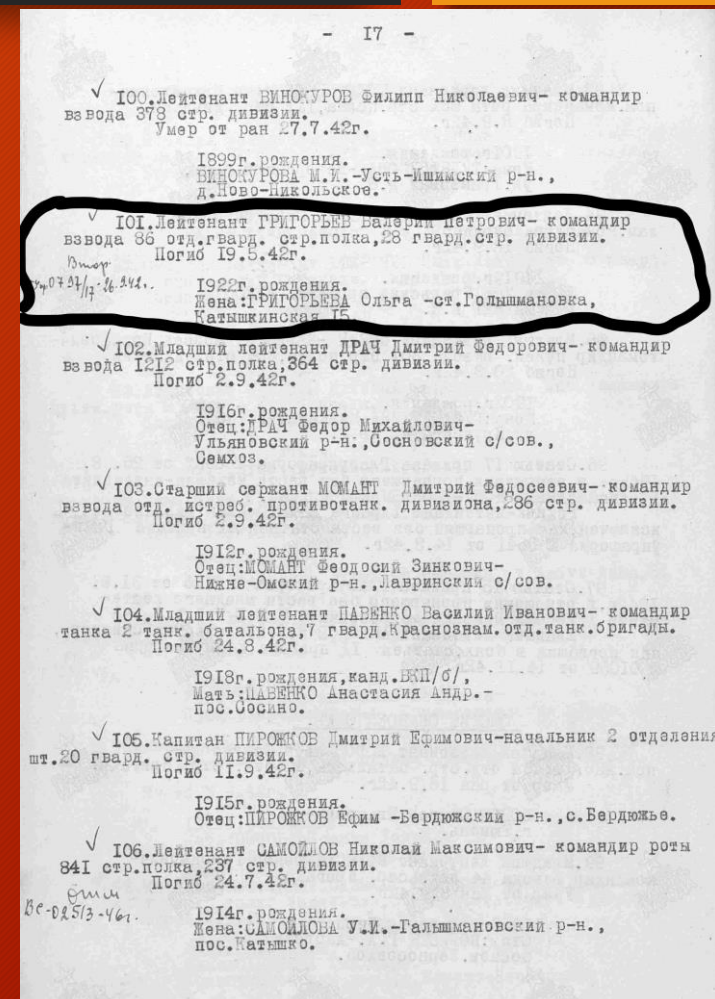 - I7 -
I00.Лейтенант ВИНОКУРОВ Филипп Николаевич- командир
взвода 378 стр. дивизии.
Умер от ран 27.7.42г.
I899г.рождения.
ВИНОКУРОВА М.И.-Усть-Ишимский р-н.,
д.Ново-Никольское.-
I0I.Лейтенант ГРИГОРЬЕВ Валерий Петрович- командир
взвода 86 отд.гвард. стр.полка,28 гвард.стр. дивизии.
Погиб I9.5.42г.
I922г.рождения.
Жена:ГРИГОРЬЕВА Ольга -ст.Голышмановка,
Катышкинская I5.
I02.Младший лейтенант ДРАЧ Дмитрий Федорович- командир
взвода I2I2 стр.полка,364 стр. дивизии.
Погиб 2.9.42г.
I9I6г.рождения.
Отец:ДРАЧ Федор Михайлович-
Ульяновский р-н.,Сосновский с/сов.,
Семхоз.
I03.Старший сержант МОМАНТ Дмитрий Федосеевич- командир
взвода отд. истреб. противотанк. дивизиона,286 стр. дивизии.
Погиб 2.9.42г.
I9I2г.рождения.
Отец:МОМАНТ Феодосий Зинкович-
Нижне-Омский р-н.,Лавринский с/сов.
I04.Младший лейтенант ПАВЕНКО Василий Иванович- командир
танка 2 танк. батальона,7 гвард.Краснознам.отд.танк.бригады.
Погиб 24.8.42г.
I9I8г.рождения,канд.ВКП/б/,
Мать:ПАВЕНКО Анастасия Андр.-
пос.Сосино.
I05.Капитан ПИРОЖКОВ Дмитрий Ефимович-начальник 2 отделения
шт.20 гвард. стр. дивизии.
Погиб II.9.42г.
I9I5г.рождения.
Отец:ПИРОЖКОВ Ефим -Бердюжский р-н.,с.Бердюжье.
I06.Лейтенант САМОЙЛОВ Николай Максимович- командир роты
84I стр.полка,237 стр. дивизии.
Погиб 24.7.42г.
I9I4г.рождения.
Жена:САМОЙЛОВА У.И.-Галышмановский р-н.,
пос.Катышко.